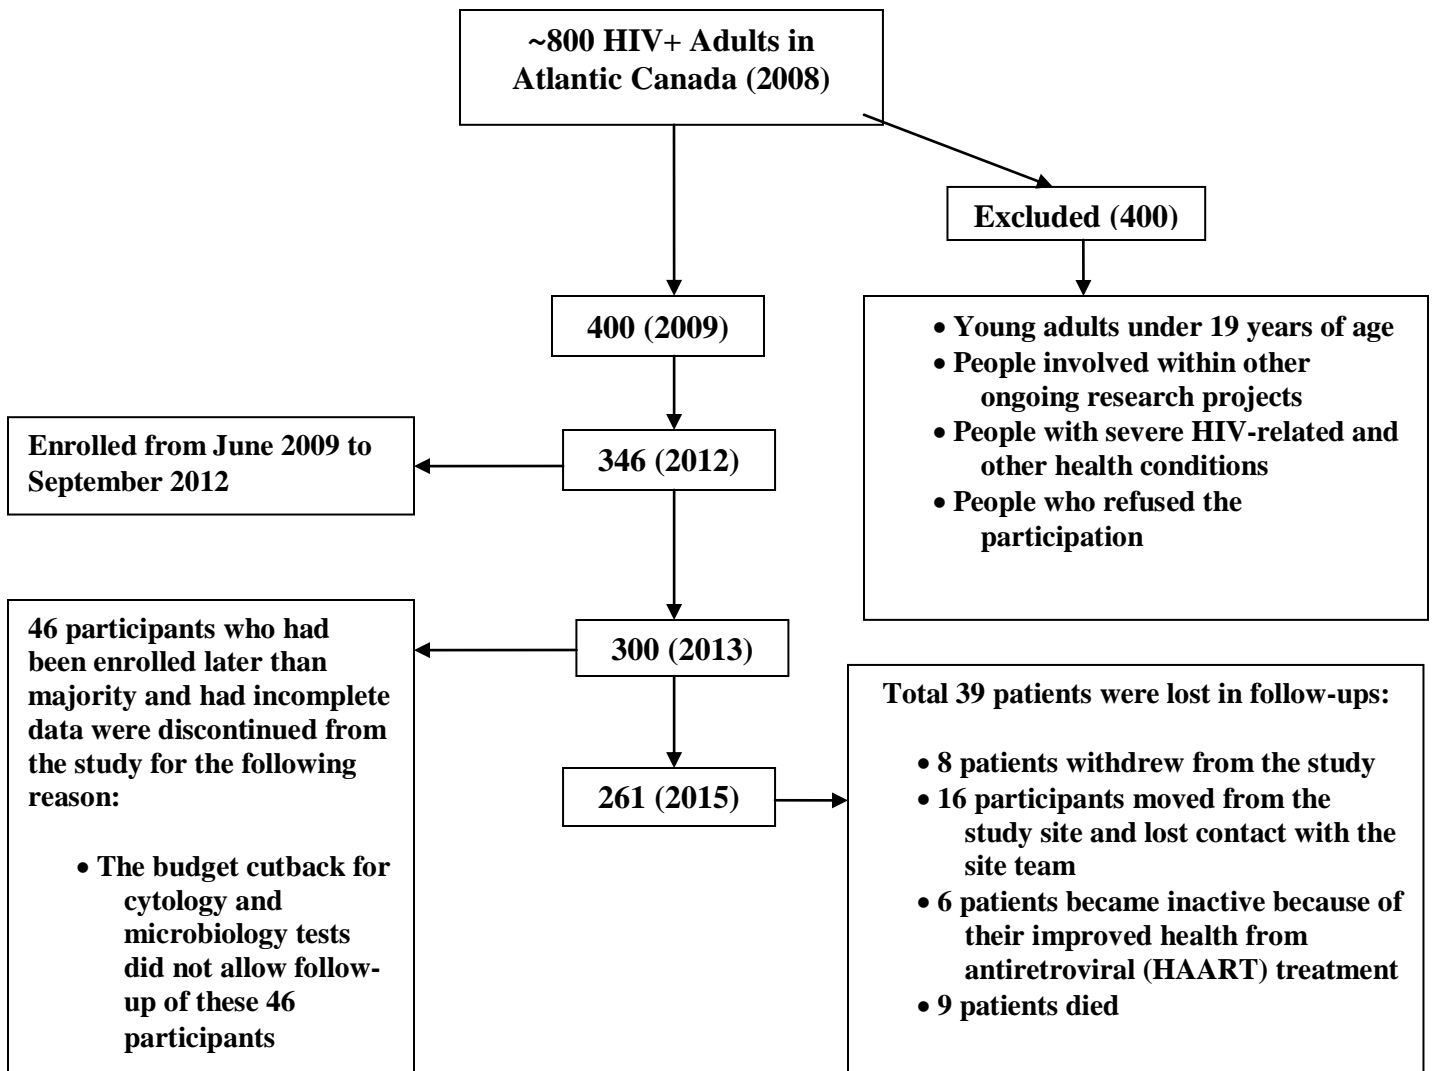 ~800 HIV+ Adults in
Atlantic Canada (2008)
Excluded (400)
400 (2009)
• Young adults under 19 years of age
• People involved within other
ongoing research projects
• People with severe HIV-related and
other health conditions
• People who refused the
participation
Enrolled from June 2009 to
September 2012
346 (2012)
46 participants who had
been enrolled later than
majority and had incomplete
data were discontinued from
the study for the following
reason:
• The budget cutback for
cytology and
microbiology tests
did not allow follow-
up of these 46
participants
300 (2013)
261 (2015)
Total 39 patients were lost in follow-ups:
• 8 patients withdrew from the study
• 16 participants moved from the
study site and lost contact with the
site team
• 6 patients became inactive because of
their improved health from
antiretroviral (HAART) treatment
• 9 patients died